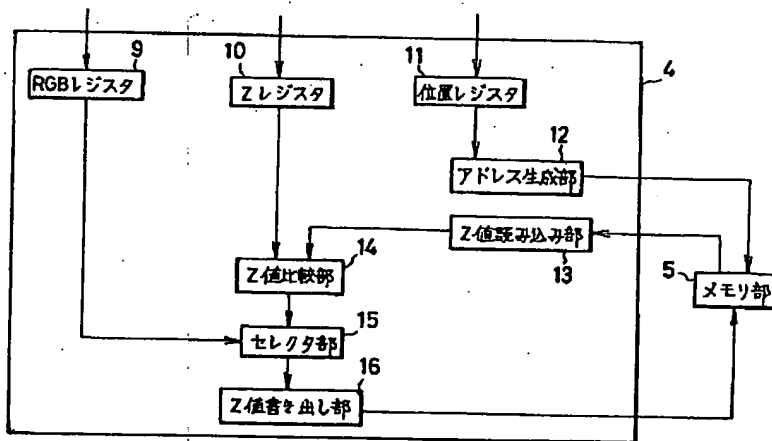 9
RGBレジスタ
10
Zレジスタ
11
位置レジスタ
4
12
アドレス生成部
Z値読み込み部
13
14
Z値比較部
5
メモリ部
15
セレクタ部
16
Z値書き出し部